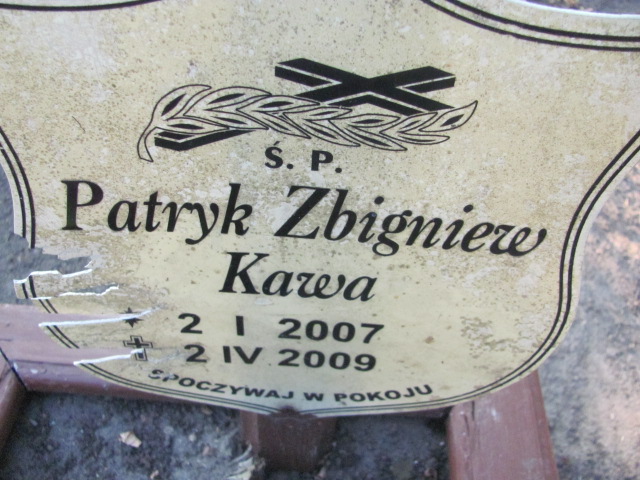 Ś. P.
Patryk Zbigniew
Kawa
2 I 2007
2 IV 2009
SPOCZYWAJ W POKOJU